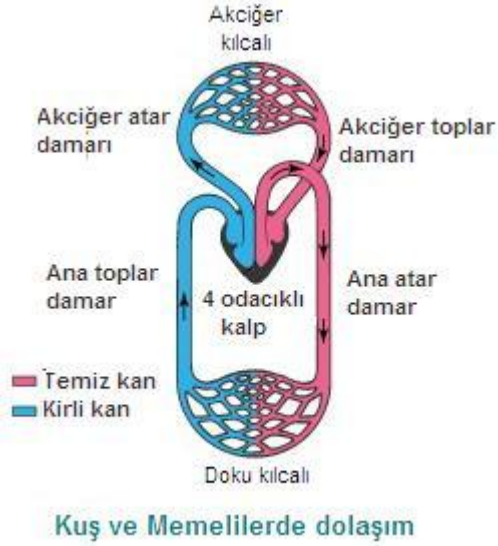 Akciğer
kılcalı
Akciğer atar
damarı
Akciğer toplar
damarı
Ana toplar
damar
4 odacıklı
kalp
Ana atar
damar
Temiz kan
Kirli kan
Doku kılcalı
Kuş ve Memelilerde dolaşım